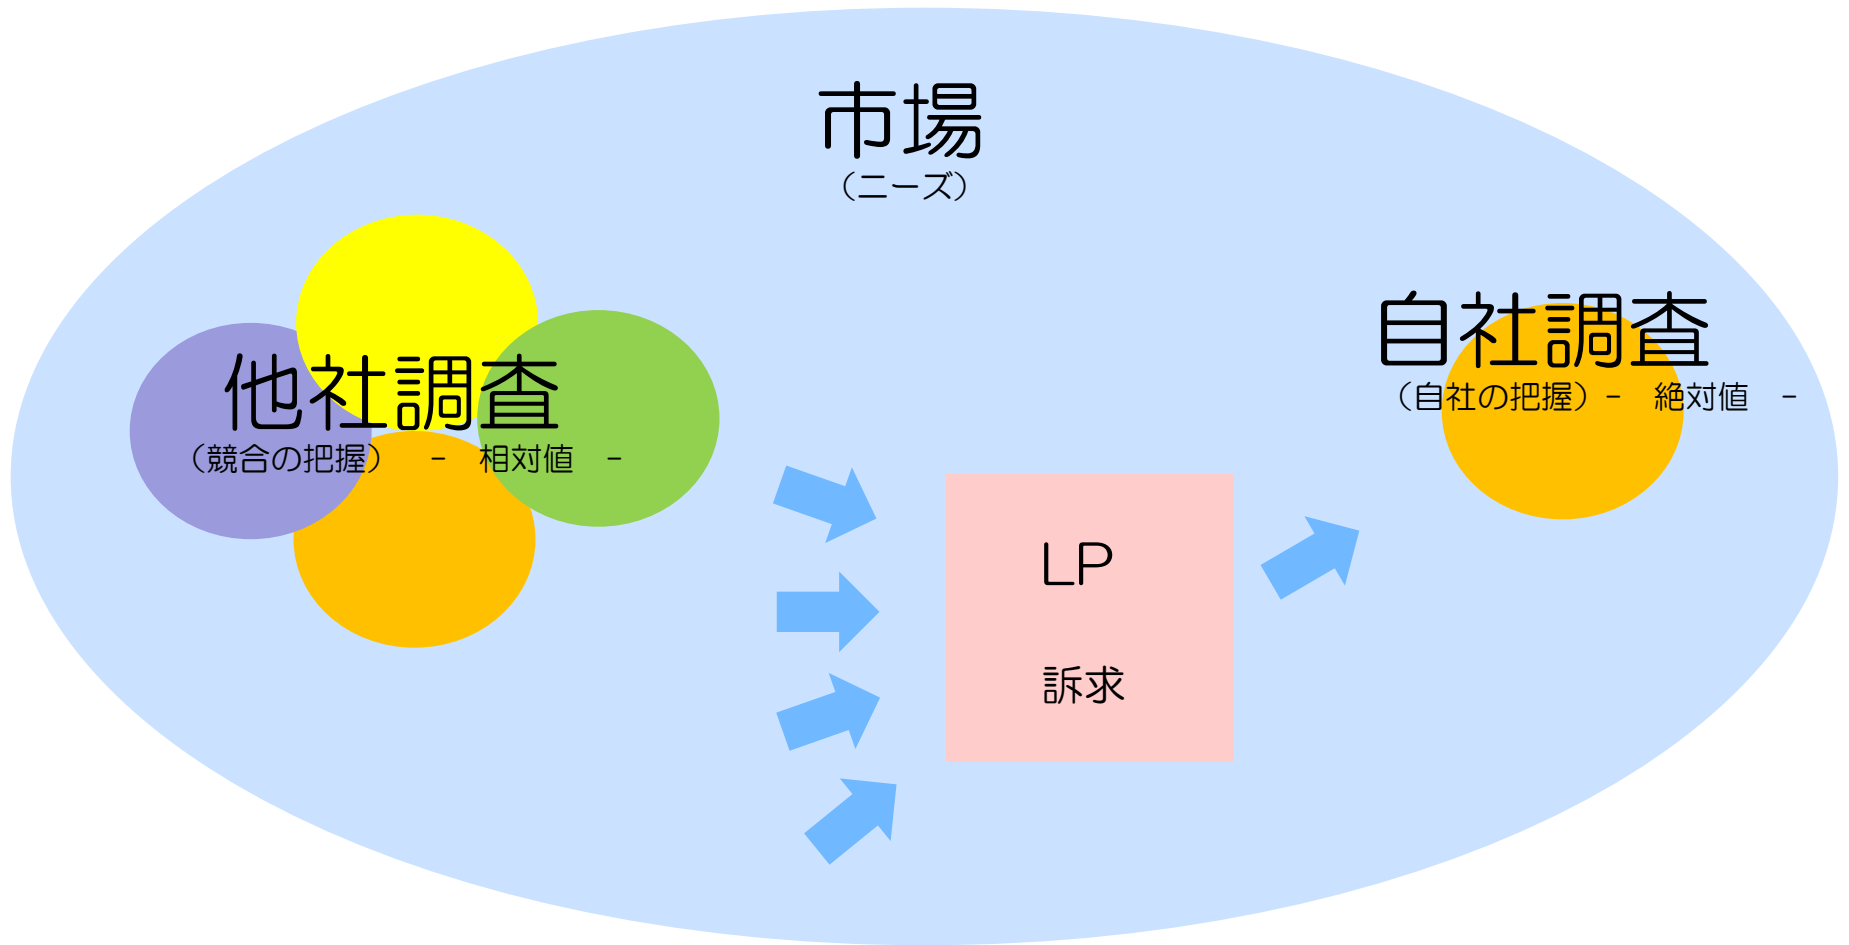 市場
（ニーズ）
他社調査
（競合の把握）　-　相対値　-
自社調査
（自社の把握）-　絶対値　-
LP
訴求